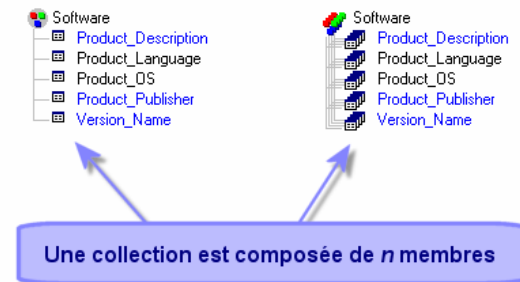 Software
Product_Description
Product_Language
Product_OS
Product_Publisher
Version_Name
Software
Product_Description
Product_Language
Product_OS
Product_Publisher
Version_Name
Une collection est composée de n membres